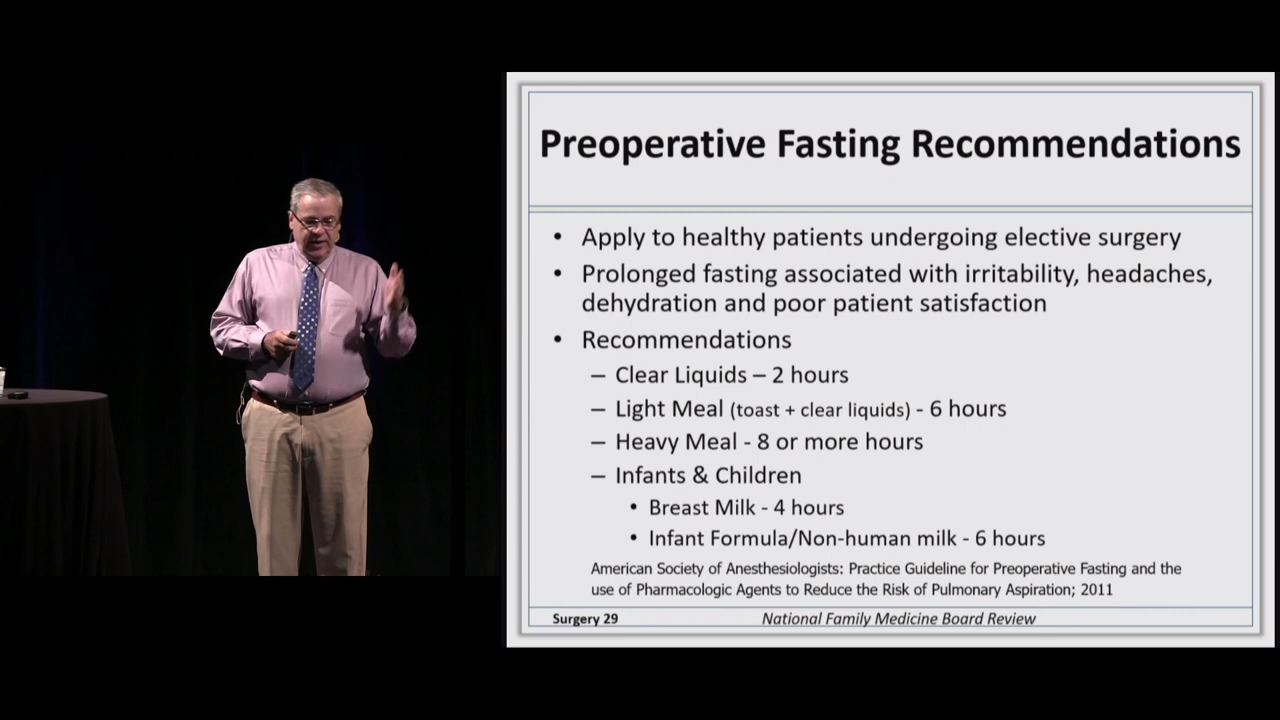 Preoperative Fasting Recommendations
• Apply to healthy patients undergoing elective surgery
• Prolonged fasting associated with irritability, headaches,
dehydration and poor patient satisfaction
• Recommendations
– Clear Liquids – 2 hours
– Light Meal (toast + clear liquids) - 6 hours
– Heavy Meal - 8 or more hours
– Infants & Children
• Breast Milk - 4 hours
• Infant Formula/Non-human milk - 6 hours
American Society of Anesthesiologists: Practice Guideline for Preoperative Fasting and the
use of Pharmacologic Agents to Reduce the Risk of Pulmonary Aspiration; 2011
Surgery 29
National Family Medicine Board Review